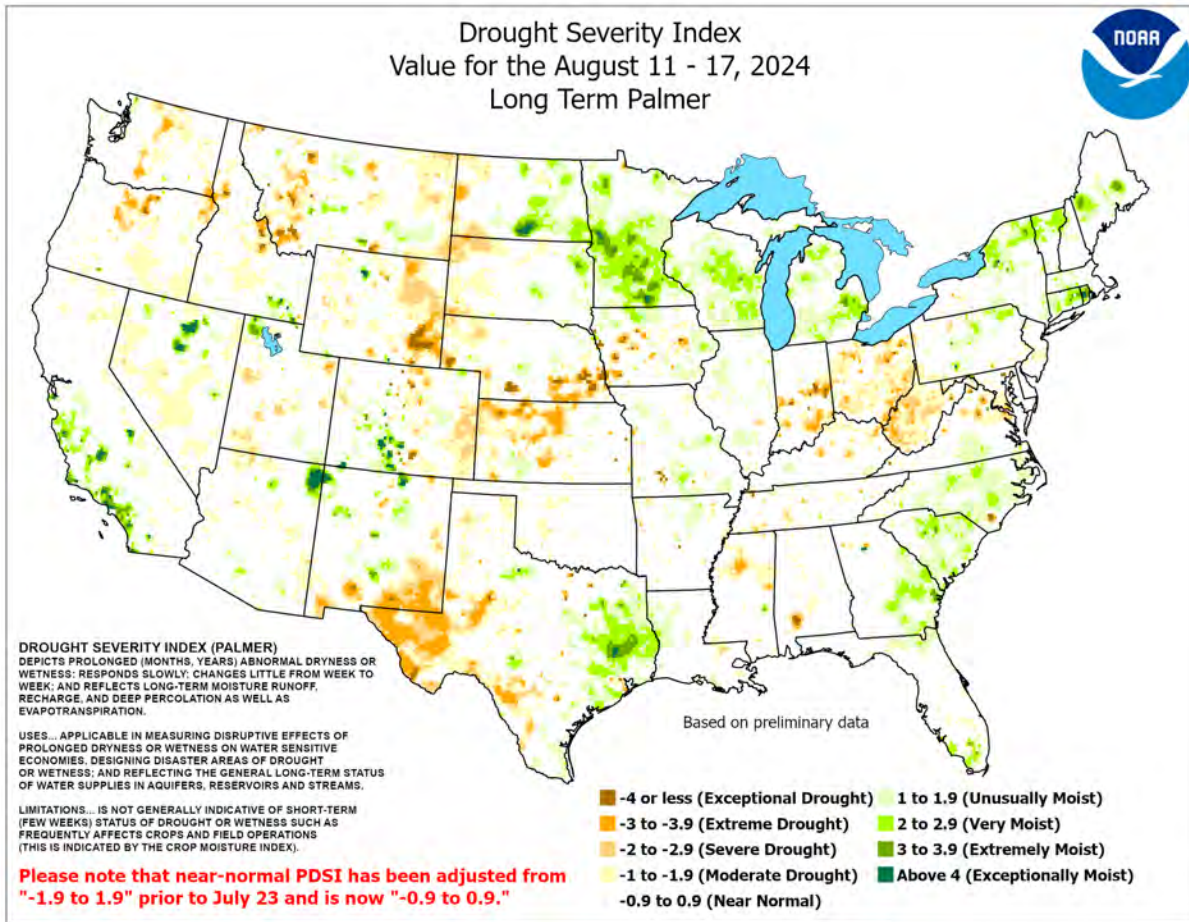 Drought Severity Index
Value for the August 11 - 17, 2024
Long Term Palmer
NOAA
DROUGHT SEVERITY INDEX (PALMER)
DEPICTS PROLONGED (MONTHS, YEARS) ABNORMAL DRYNESS OR
WETNESS; RESPONDS SLOWLY; CHANGES LITTLE FROM WEEK TO
WEEK; AND REFLECTS LONG-TERM MOISTURE RUNOFF,
RECHARGE, AND DEEP PERCOLATION AS WELL AS
EVAPOTRANSPIRATION.
USES... APPLICABLE IN MEASURING DISRUPTIVE EFFECTS OF
PROLONGED DRYNESS OR WETNESS ON WATER SENSITIVE
ECONOMIES, DESIGNING DISASTER AREAS OF DROUGHT
OR WETNESS; AND REFLECTING THE GENERAL LONG-TERM STATUS
OF WATER SUPPLIES IN AQUIFERS, RESERVOIRS AND STREAMS.
LIMITATIONS... IS NOT GENERALLY INDICATIVE OF SHORT-TERM
(FEW WEEKS) STATUS OF DROUGHT OR WETNESS SUCH AS
FREQUENTLY AFFECTS CROPS AND FIELD OPERATIONS
(THIS IS INDICATED BY THE CROP MOISTURE INDEX).
Please note that near-normal PDSI has been adjusted from
"-1.9 to 1.9" prior to July 23 and is now "-0.9 to 0.9."
Based on preliminary data
-4 or less (Exceptional Drought)
-3 to -3.9 (Extreme Drought)
-2 to -2.9 (Severe Drought)
-1 to -1.9 (Moderate Drought)
-0.9 to 0.9 (Near Normal)
1 to 1.9 (Unusually Moist)
2 to 2.9 (Very Moist)
3 to 3.9 (Extremely Moist)
Above 4 (Exceptionally Moist)